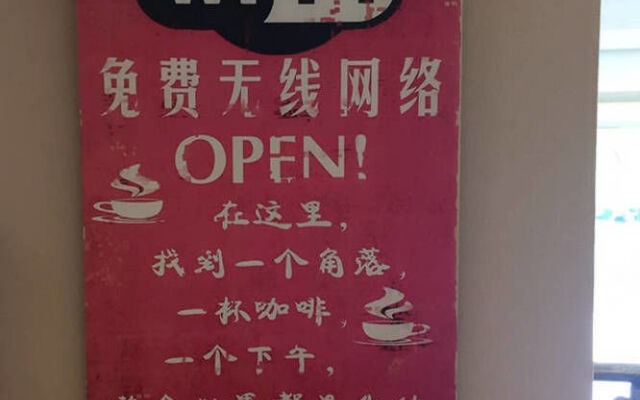 WiFi
免费无线网络
OPEN!
在这里,
找到一个角落,
一杯咖啡,
一个下午,